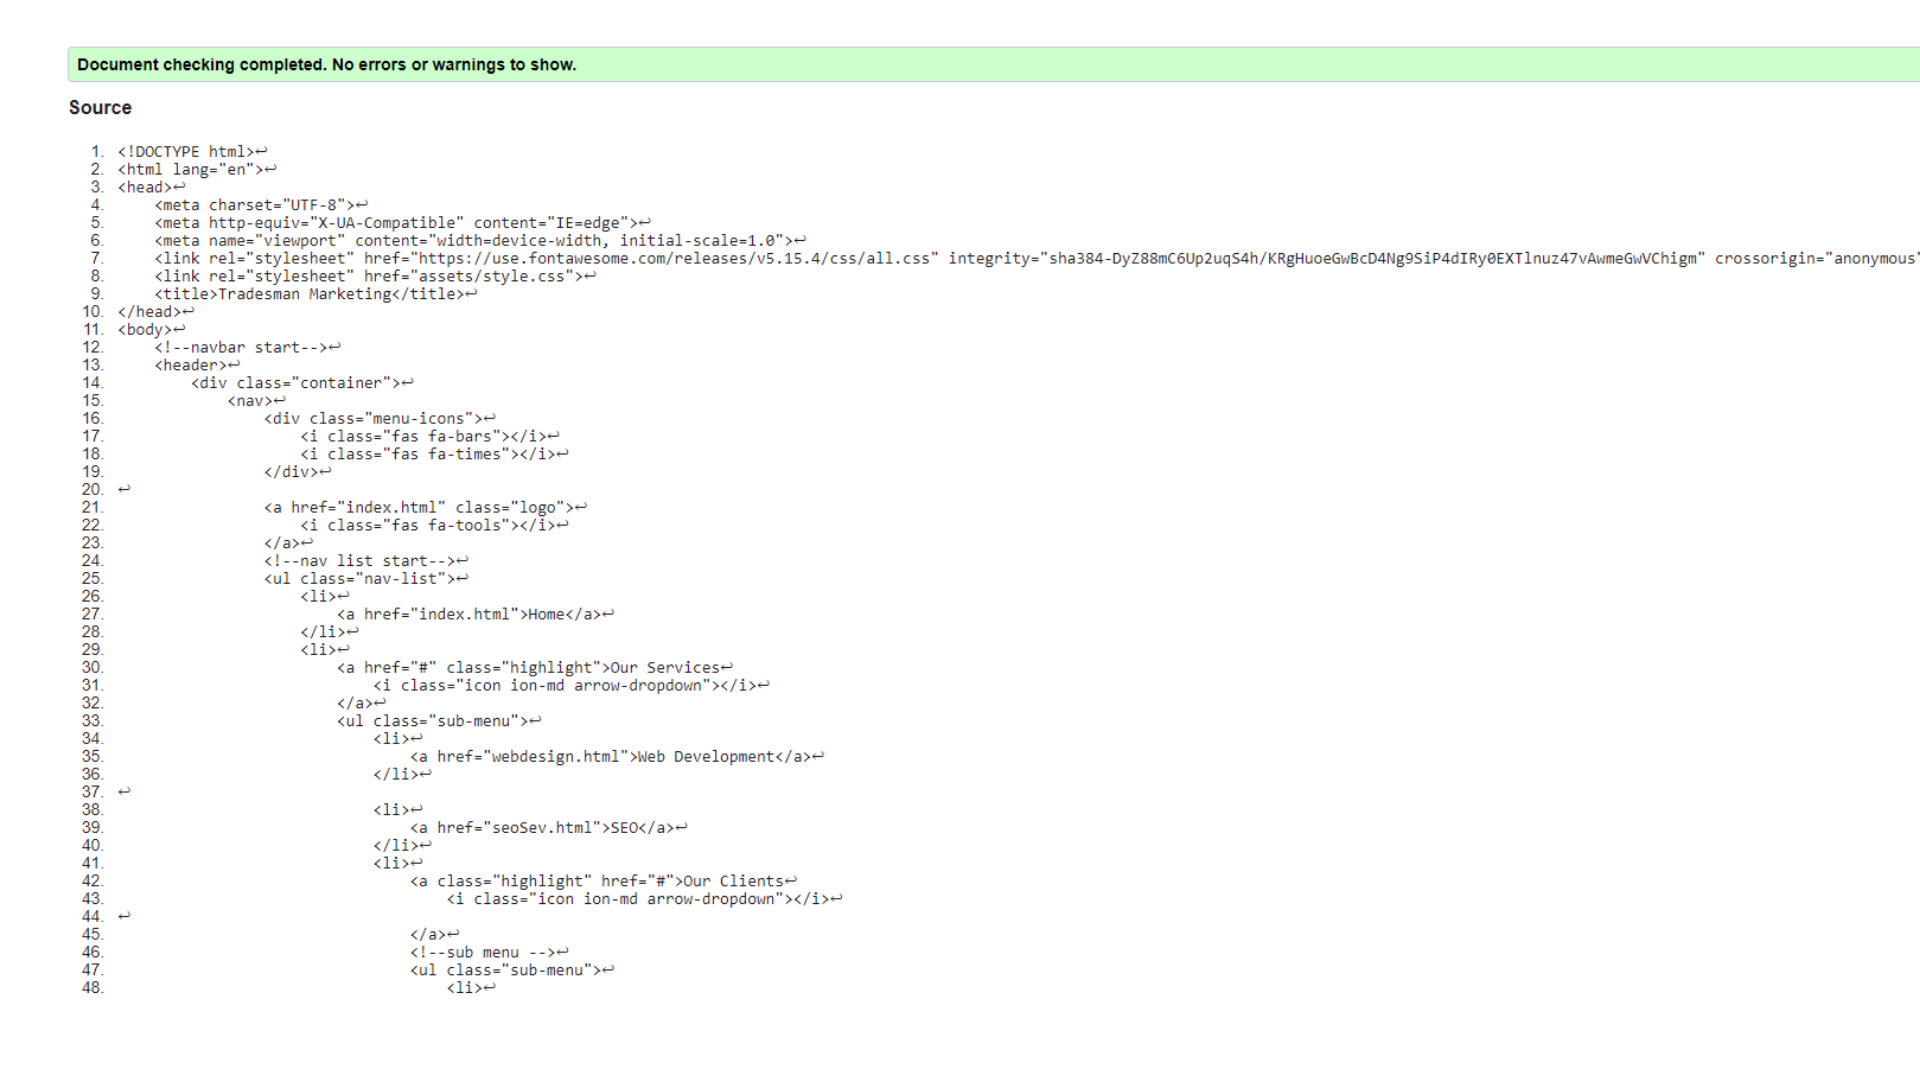 Document checking completed. No errors or warnings to show.
Source
1. <!DOCTYPE html>↩
2. <html lang="en">↩
3. <head>↩
4.     <meta charset="UTF-8">↩
5.     <meta http-equiv="X-UA-Compatible" content="IE=edge">↩
6.     <meta name="viewport" content="width=device-width, initial-scale=1.0">↩
7.     <link rel="stylesheet" href="https://use.fontawesome.com/releases/v5.15.4/css/all.css" integrity="sha384-DyZ88mC6Up2uqS4h/KRgHuoeGwBcD4Ng9SiP4dIRy0EXTlnuz47vAwmeGwVChigm" crossorigin="anonymous"
8.     <link rel="stylesheet" href="assets/style.css">↩
9.     <title>Tradesman Marketing</title>↩
10. </head>↩
11. <body>↩
12.     <!--navbar start-->↩
13.     <header>↩
14.         <div class="container">↩
15.             <nav>↩
16.                 <div class="menu-icons">↩
17.                     <i class="fas fa-bars"></i>↩
18.                     <i class="fas fa-times"></i>↩
19.                 </div>↩
20. ↩
21.                 <a href="index.html" class="logo">↩
22.                     <i class="fas fa-tools"></i>↩
23.                 </a>↩
24.                 <!--nav list start-->↩
25.                 <ul class="nav-list">↩
26.                     <li>↩
27.                         <a href="index.html">Home</a>↩
28.                     </li>↩
29.                     <li>↩
30.                         <a href="#" class="highlight">Our Services↩
31.                             <i class="icon ion-md arrow-dropdown"></i>↩
32.                         </a>↩
33.                         <ul class="sub-menu">↩
34.                             <li>↩
35.                                 <a href="webdesign.html">Web Development</a>↩
36.                             </li>↩
37. ↩
38.                             <li>↩
39.                                 <a href="seoSev.html">SEO</a>↩
40.                             </li>↩
41.                             <li>↩
42.                                 <a class="highlight" href="#">Our Clients↩
43.                                     <i class="icon ion-md arrow-dropdown"></i>↩
44. ↩
45.                                 </a>↩
46.                                 <!--sub menu -->↩
47.                                 <ul class="sub-menu">↩
48.                                     <li>↩